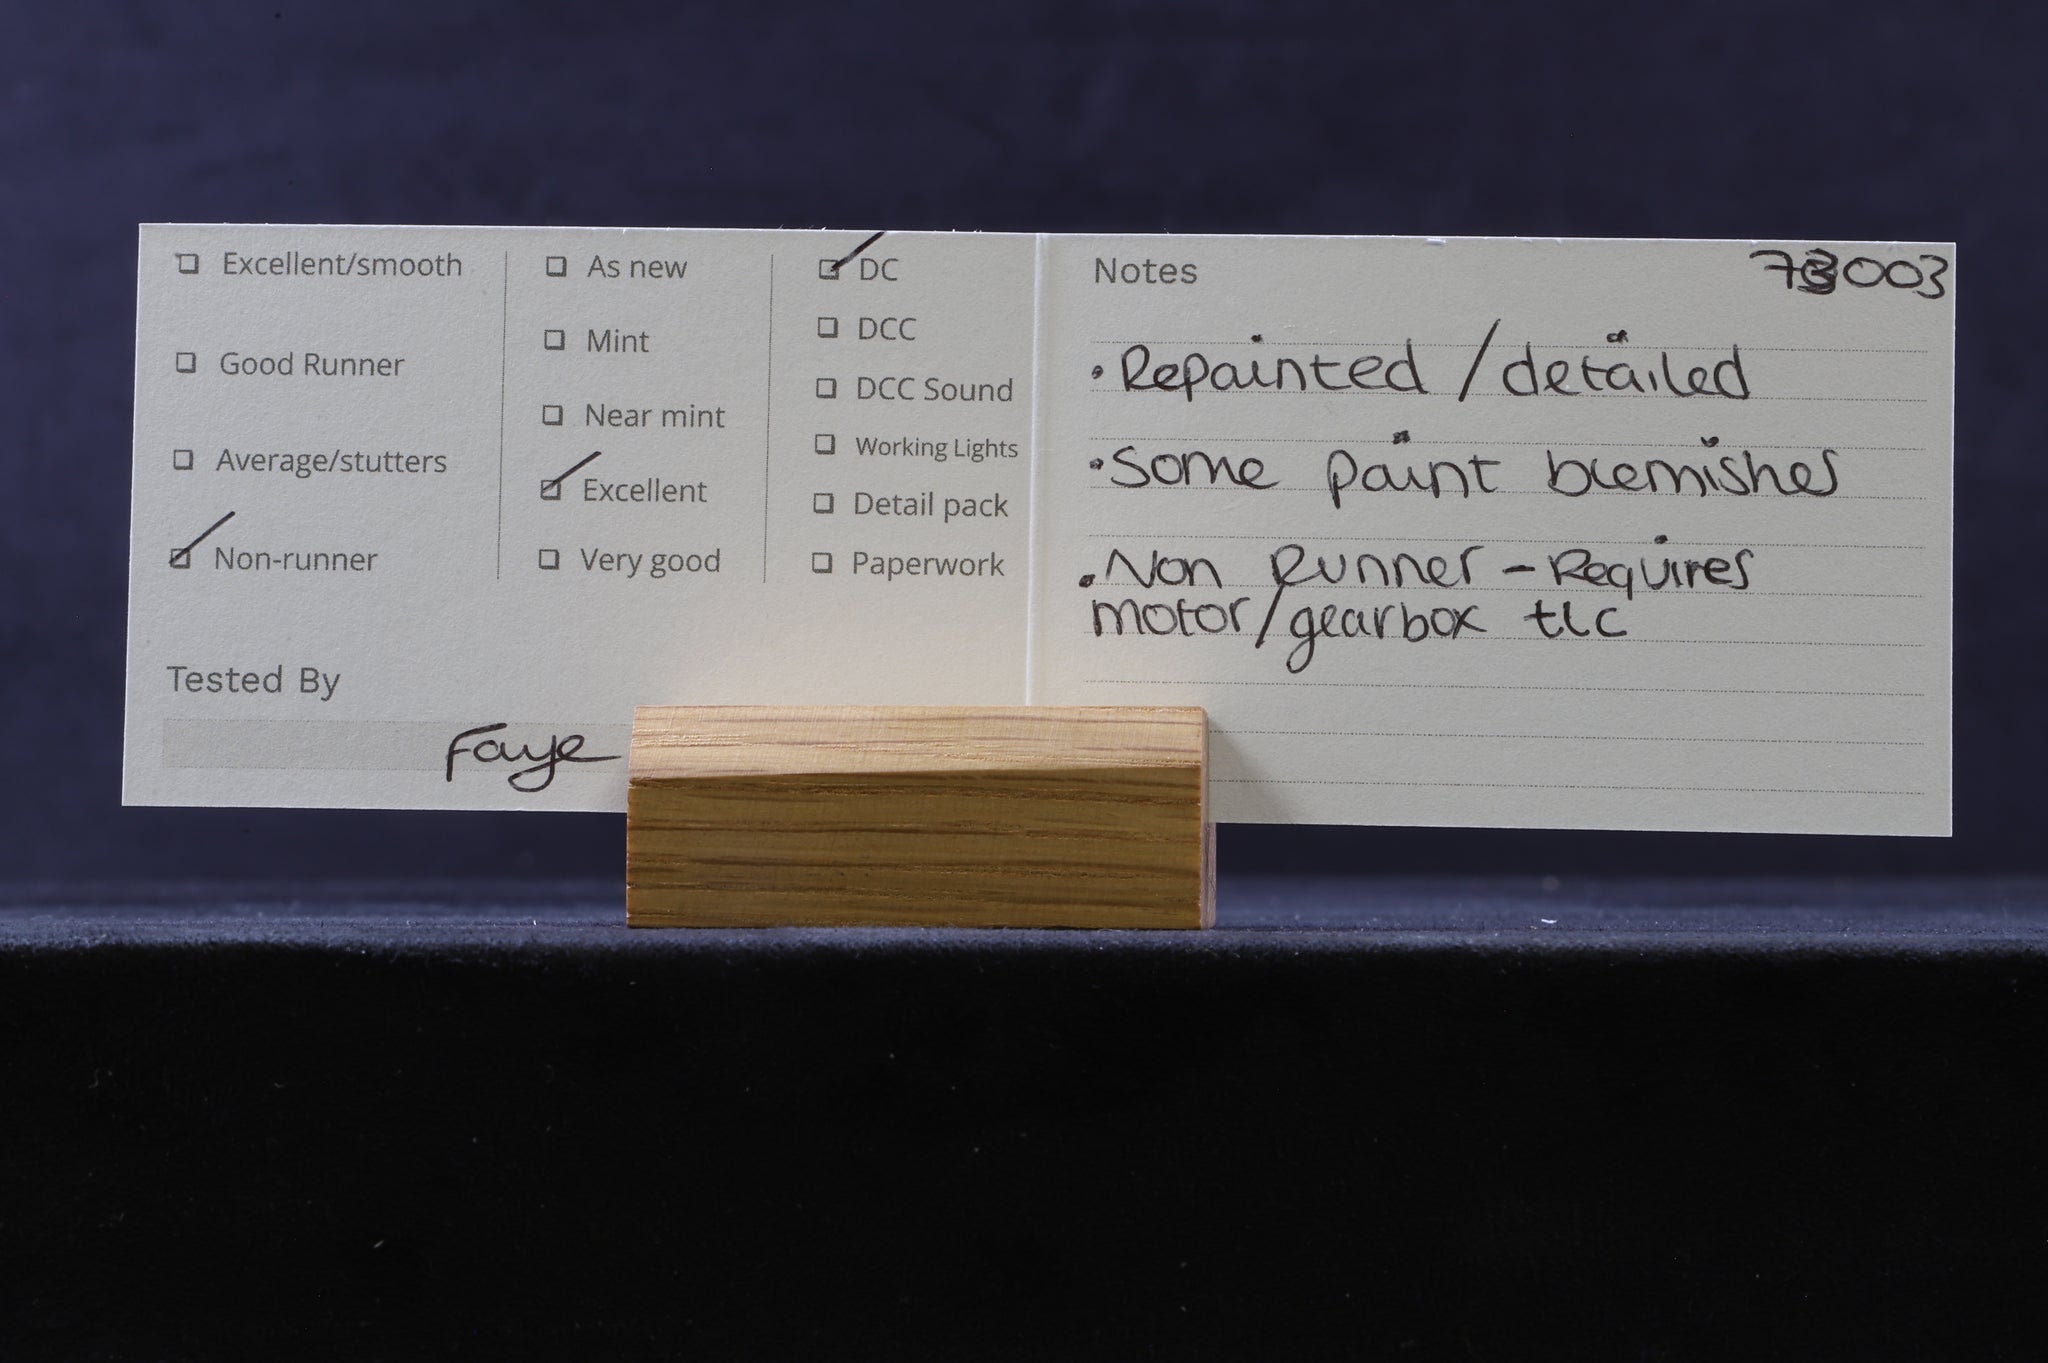 Excellent/smooth
Good Runner
Average/stutters
Non-runner
As new
Mint
Near mint
Excellent
Very good
DC
DCC
DCC Sound
Working Lights
Detail pack
Paperwork
Tested By
Faye
Notes
73003
• Repainted / detailed
• Some paint blemishes
• Non Runner - Requires
motor/gearbox tlc